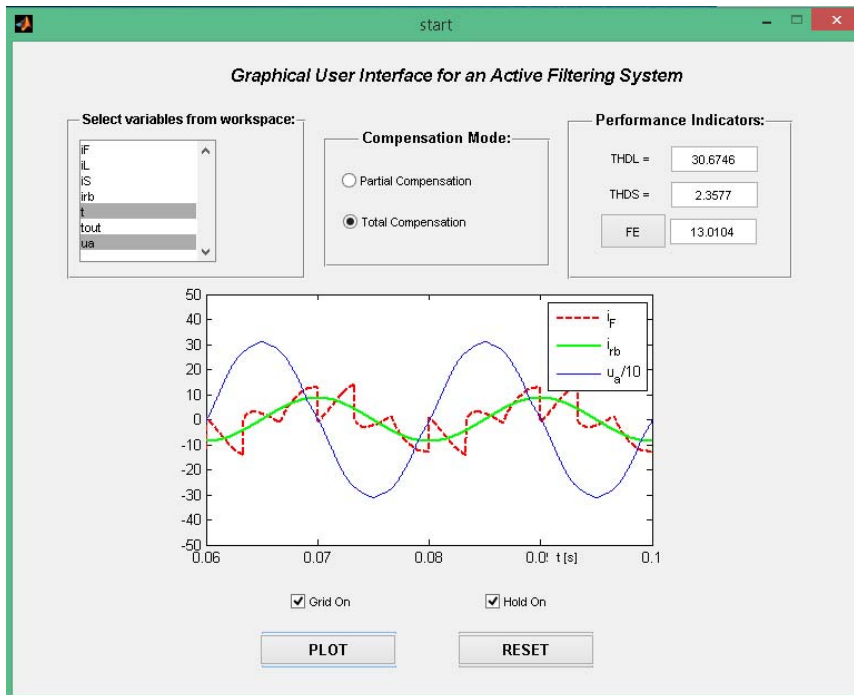 start
Graphical User Interface for an Active Filtering System
Select variables from workspace:
iF
iL
iS
irb
t
tout
ua
Compensation Mode:
Partial Compensation
Total Compensation
Performance Indicators:
THDL = 30.6746
THDS = 2.3577
FE 13.0104
50
40
30
20
10
0
-10
-20
-30
-40
-50
i_F
i_rb
u_a/10
0.06 0.07 0.08 t [s] 0.1
Grid On
Hold On
PLOT
RESET